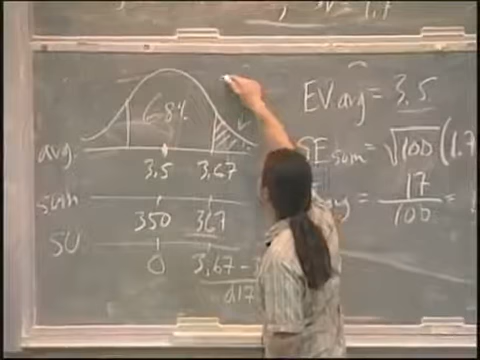 68%
avg
3.5 3.67
sum
350 367
SU
0 3.67 –
.17
EV avg = 3.5
SE sum = √100 (1.7
= 17/100 =